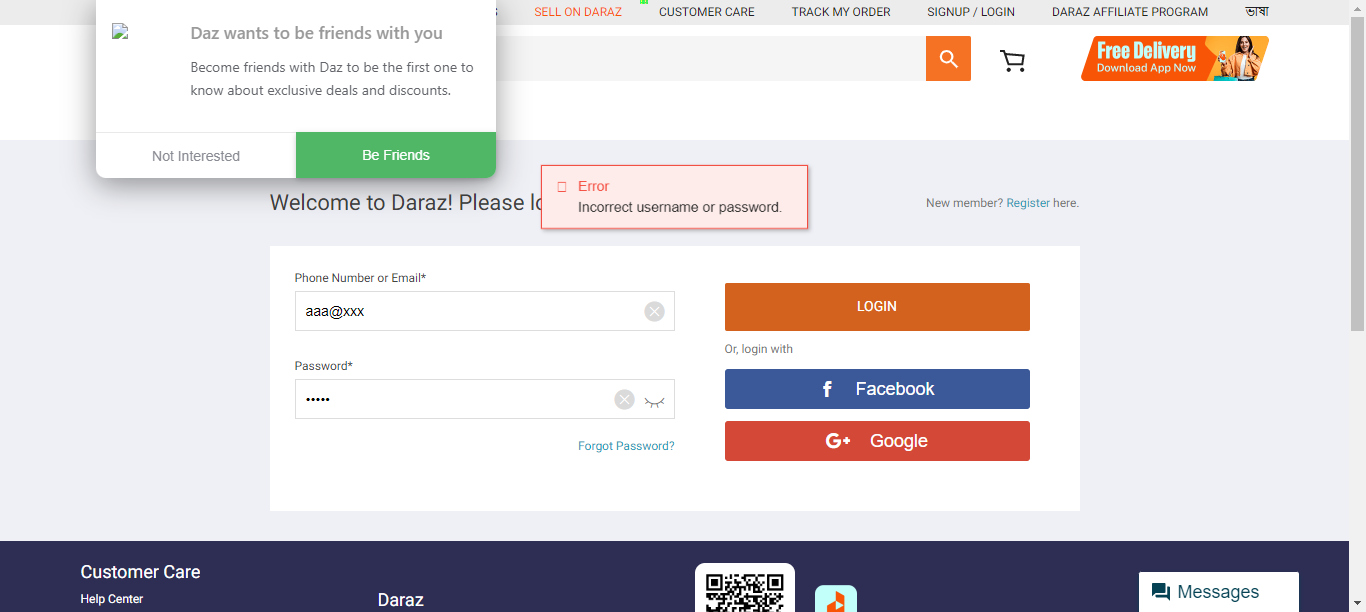 SELL ON DARAZ CUSTOMER CARE TRACK MY ORDER SIGNUP / LOGIN DARAZ AFFILIATE PROGRAM ভাষা
Daz wants to be friends with you
Become friends with Daz to be the first one to
know about exclusive deals and discounts.
Not Interested Be Friends
Free Delivery
Download App Now
Error
Incorrect username or password.
Welcome to Daraz! Please
New member? Register here.
Phone Number or Email*
aaa@xxx
Password*
•••••
Forgot Password?
LOGIN
Or, login with
Facebook
G+ Google
Customer Care
Help Center
Daraz
Messages